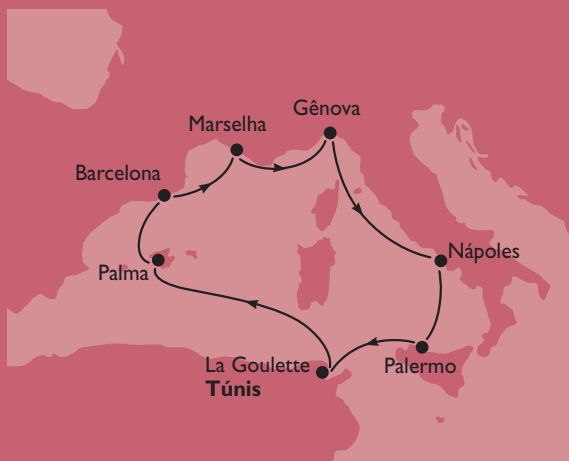 Gênova
Marselha
Barcelona
Nápoles
Palma
La Goulette
Túnis
Palermo